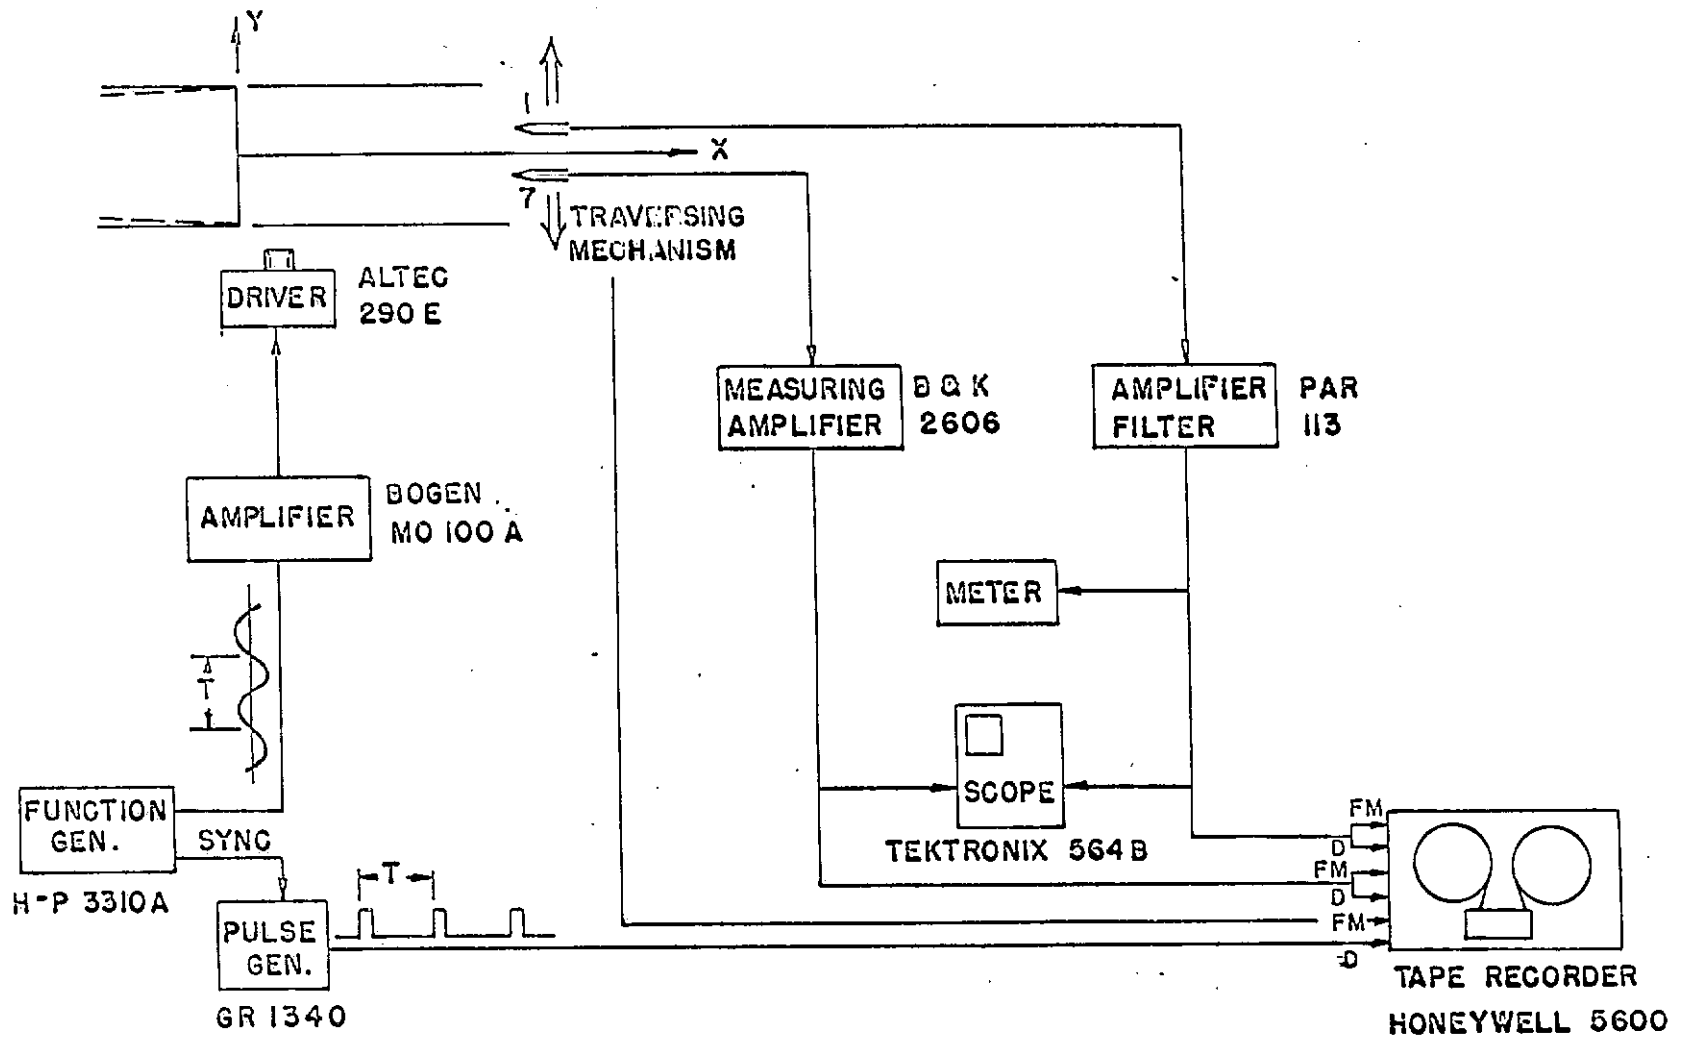 Y
1
X
7
TRAVERSING
MECHANISM
DRIVER
ALTEC
290 E
MEASURING
AMPLIFIER
B & K
2606
AMPLIFIER
FILTER
PAR
113
AMPLIFIER
BOGEN
MO 100 A
METER
T
SCOPE
TEKTRONIX 564 B
FUNCTION
GEN.
SYNC
H-P 3310A
T
PULSE
GEN.
GR 1340
FM
D
FM
D
FM
D
TAPE RECORDER
HONEYWELL 5600